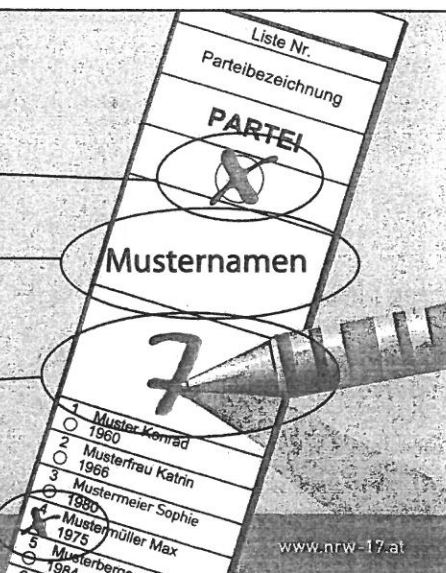 Liste Nr.
Parteibezeichnung
PARTEI
X
Musternamen
7
1 Muster Konrad
1960
2 Musterfrau Katrin
1966
3 Mustermeier Sophie
1980
4 Mustermüller Max
X 1975
5
1984
www.nrw-17.at